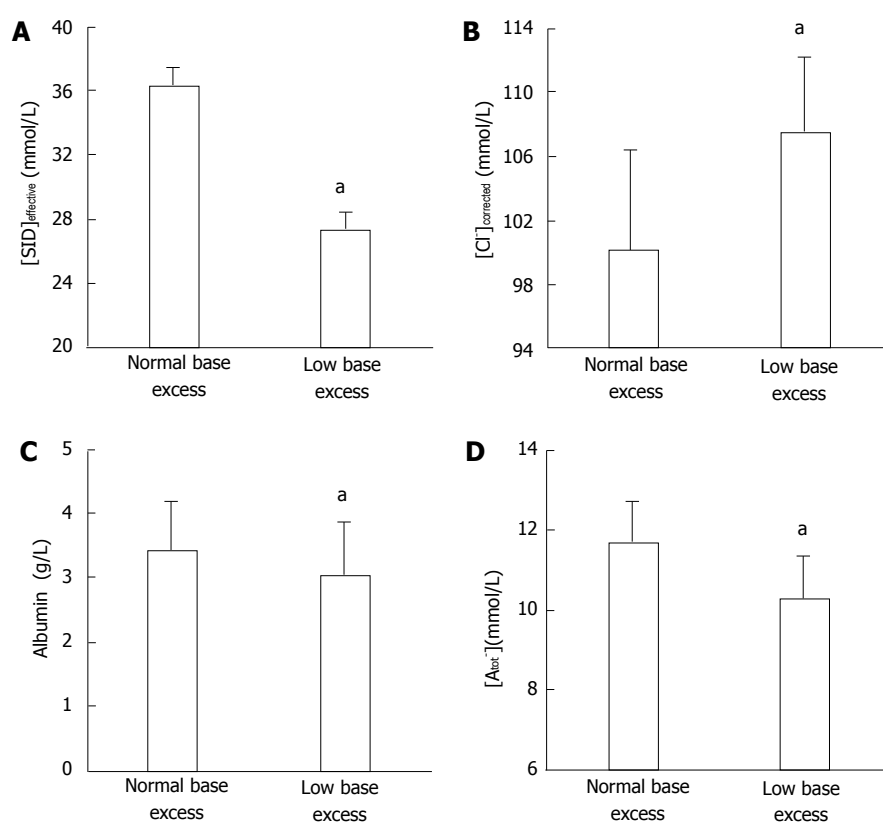 A
[SID]effective (mmol/L)
40
36
32
28
24
20
a
Normal base
excess
Low base
excess
B
[Cl-]corrected (mmol/L)
114
110
106
102
98
94
a
Normal base
excess
Low base
excess
C
Albumin (g/L)
5
4
3
2
1
0
a
Normal base
excess
Low base
excess
D
[Atot-](mmol/L)
14
12
10
8
6
a
Normal base
excess
Low base
excess